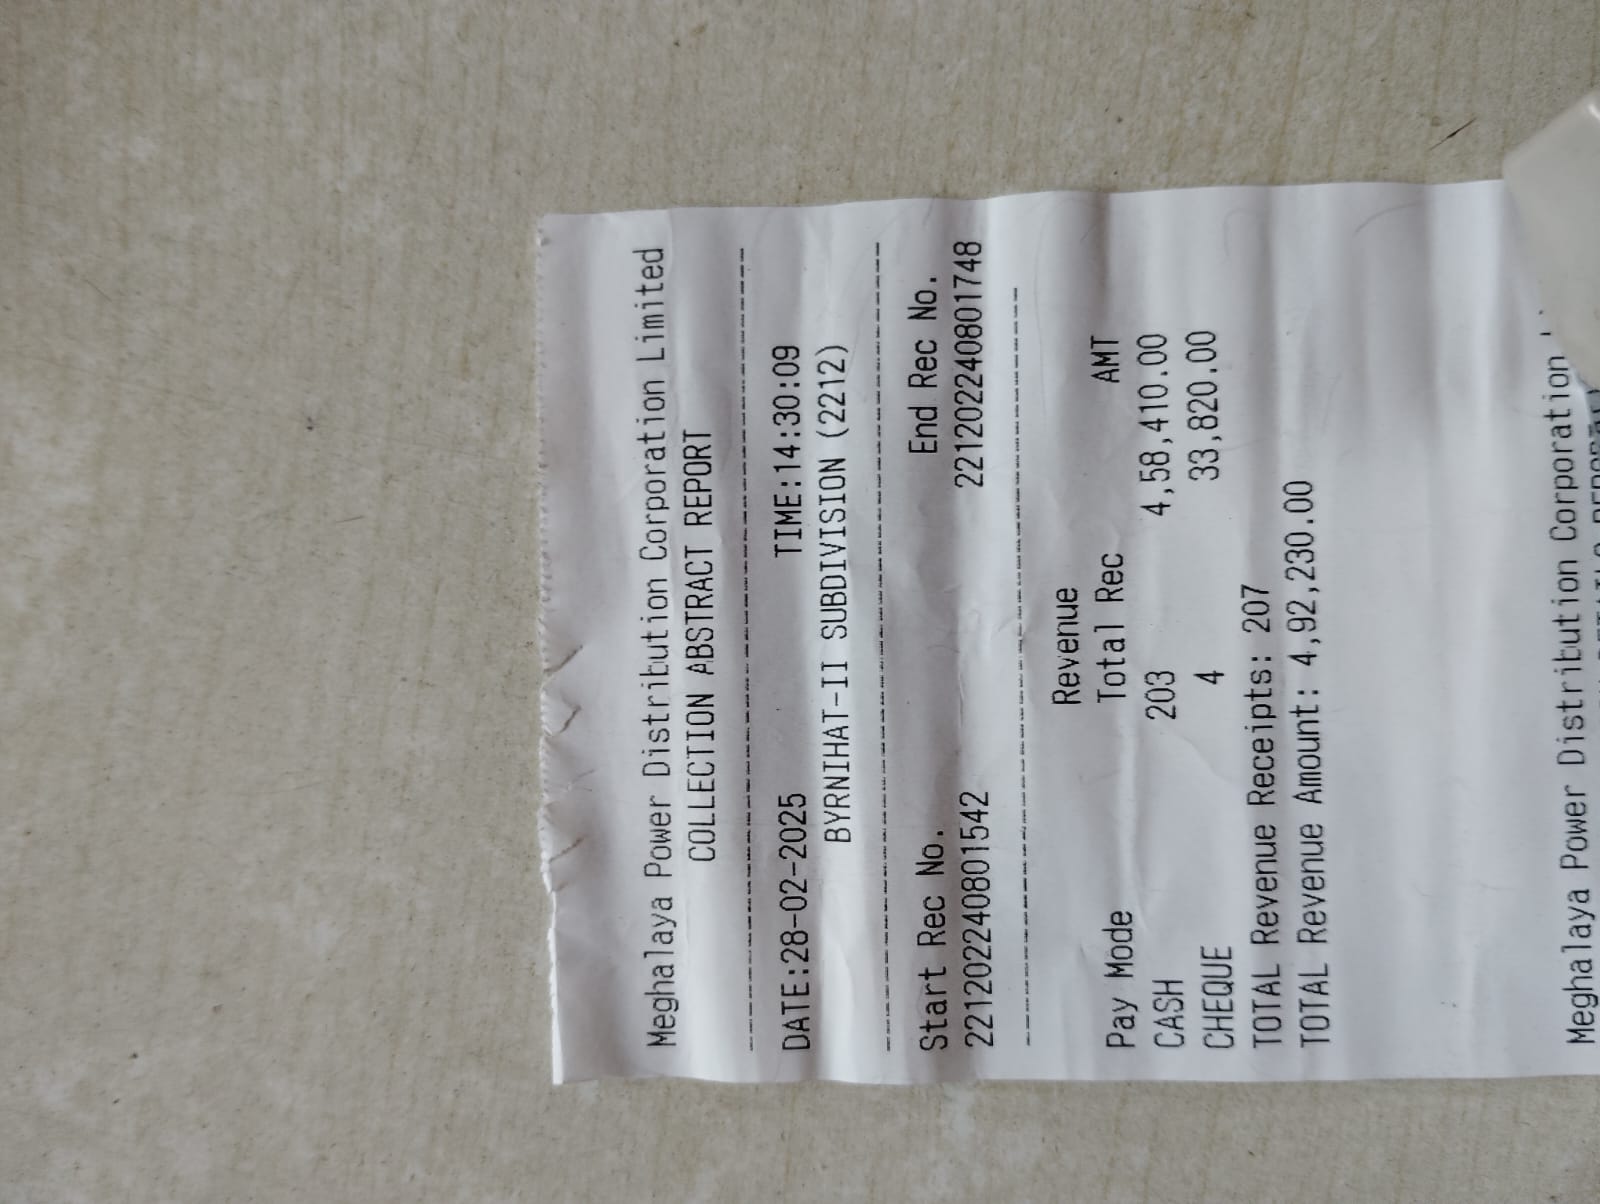 Meghalaya Power Distribution Corporation Limited
COLLECTION ABSTRACT REPORT
--------------------------------
DATE:28-02-2025 TIME:14:30:09
BYRNIHAT-II SUBDIVISION (2212)
--------------------------------
Start Rec No. End Rec No.
221202240801542 221202240801748
--------------------------------
Revenue
Pay Mode Total Rec AMT
CASH 203 4,58,410.00
CHEQUE 4 33,820.00
TOTAL Revenue Receipts: 207
TOTAL Revenue Amount: 4,92,230.00
Meghalaya Power Distribution Corporation